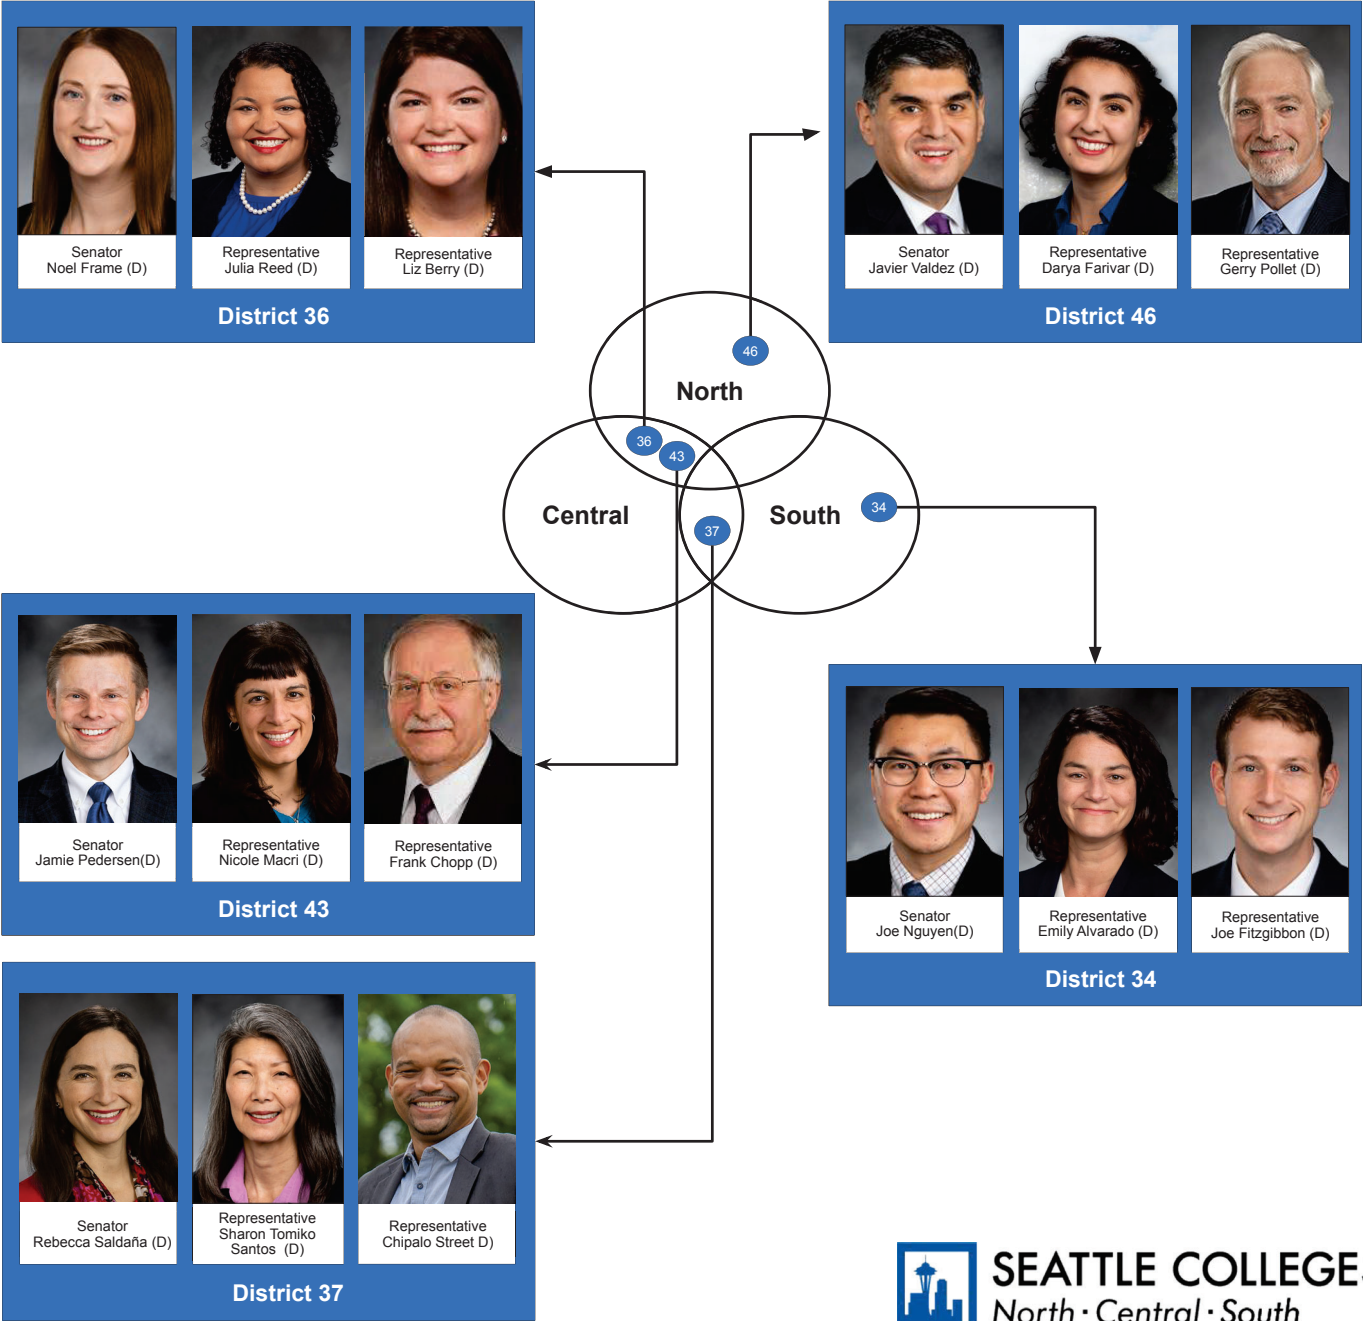 Senator
Noel Frame (D)
Representative
Julia Reed (D)
Representative
Liz Berry (D)
District 36
Senator
Javier Valdez (D)
Representative
Darya Farivar (D)
Representative
Gerry Pollet (D)
District 46
46
North
36
43
Central
South
34
37
Senator
Jamie Pedersen(D)
Representative
Nicole Macri (D)
Representative
Frank Chopp (D)
District 43
Senator
Joe Nguyen(D)
Representative
Emily Alvarado (D)
Representative
Joe Fitzgibbon (D)
District 34
Senator
Rebecca Saldaña (D)
Representative
Sharon Tomiko
Santos (D)
Representative
Chipalo Street D)
District 37
SEATTLE COLLEGES
North · Central · South